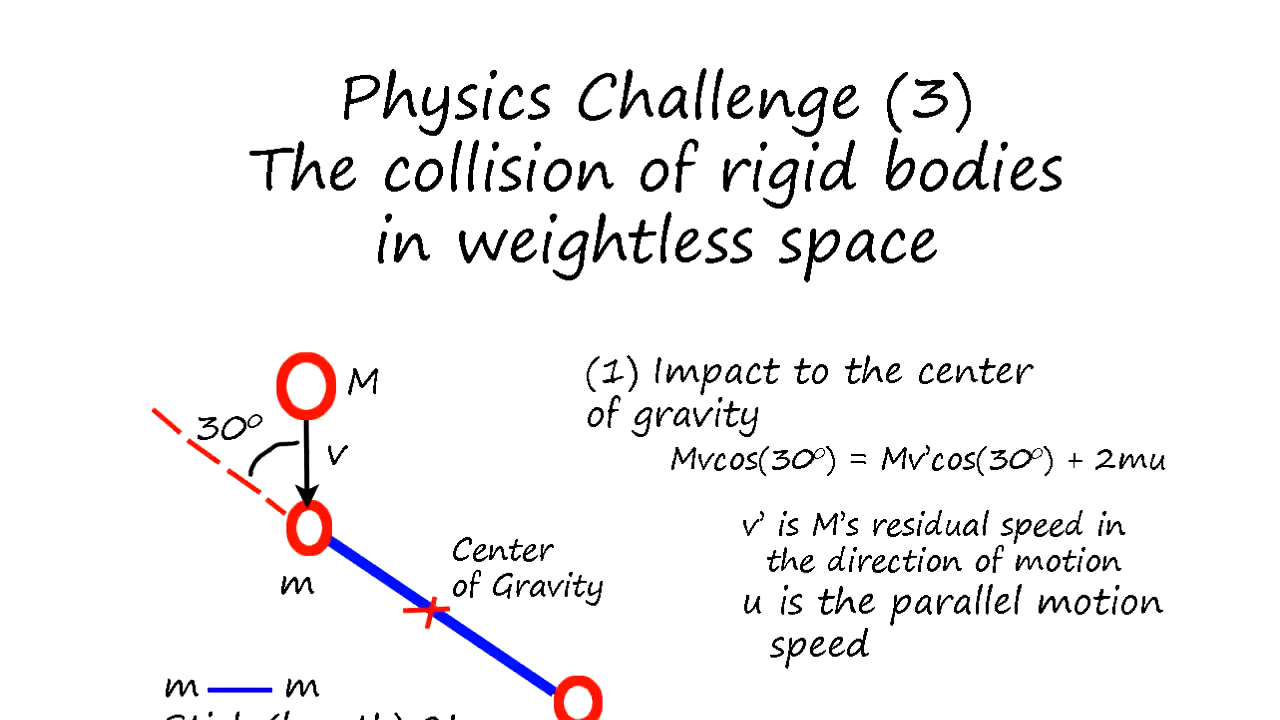 Physics Challenge (3)
The collision of rigid bodies
in weightless space
M
30°
v
m
Center
of Gravity
m m
(1) Impact to the center
of gravity
Mvcos(30°) = Mv'cos(30°) + 2mu
v' is M's residual speed in
the direction of motion
u is the parallel motion
speed